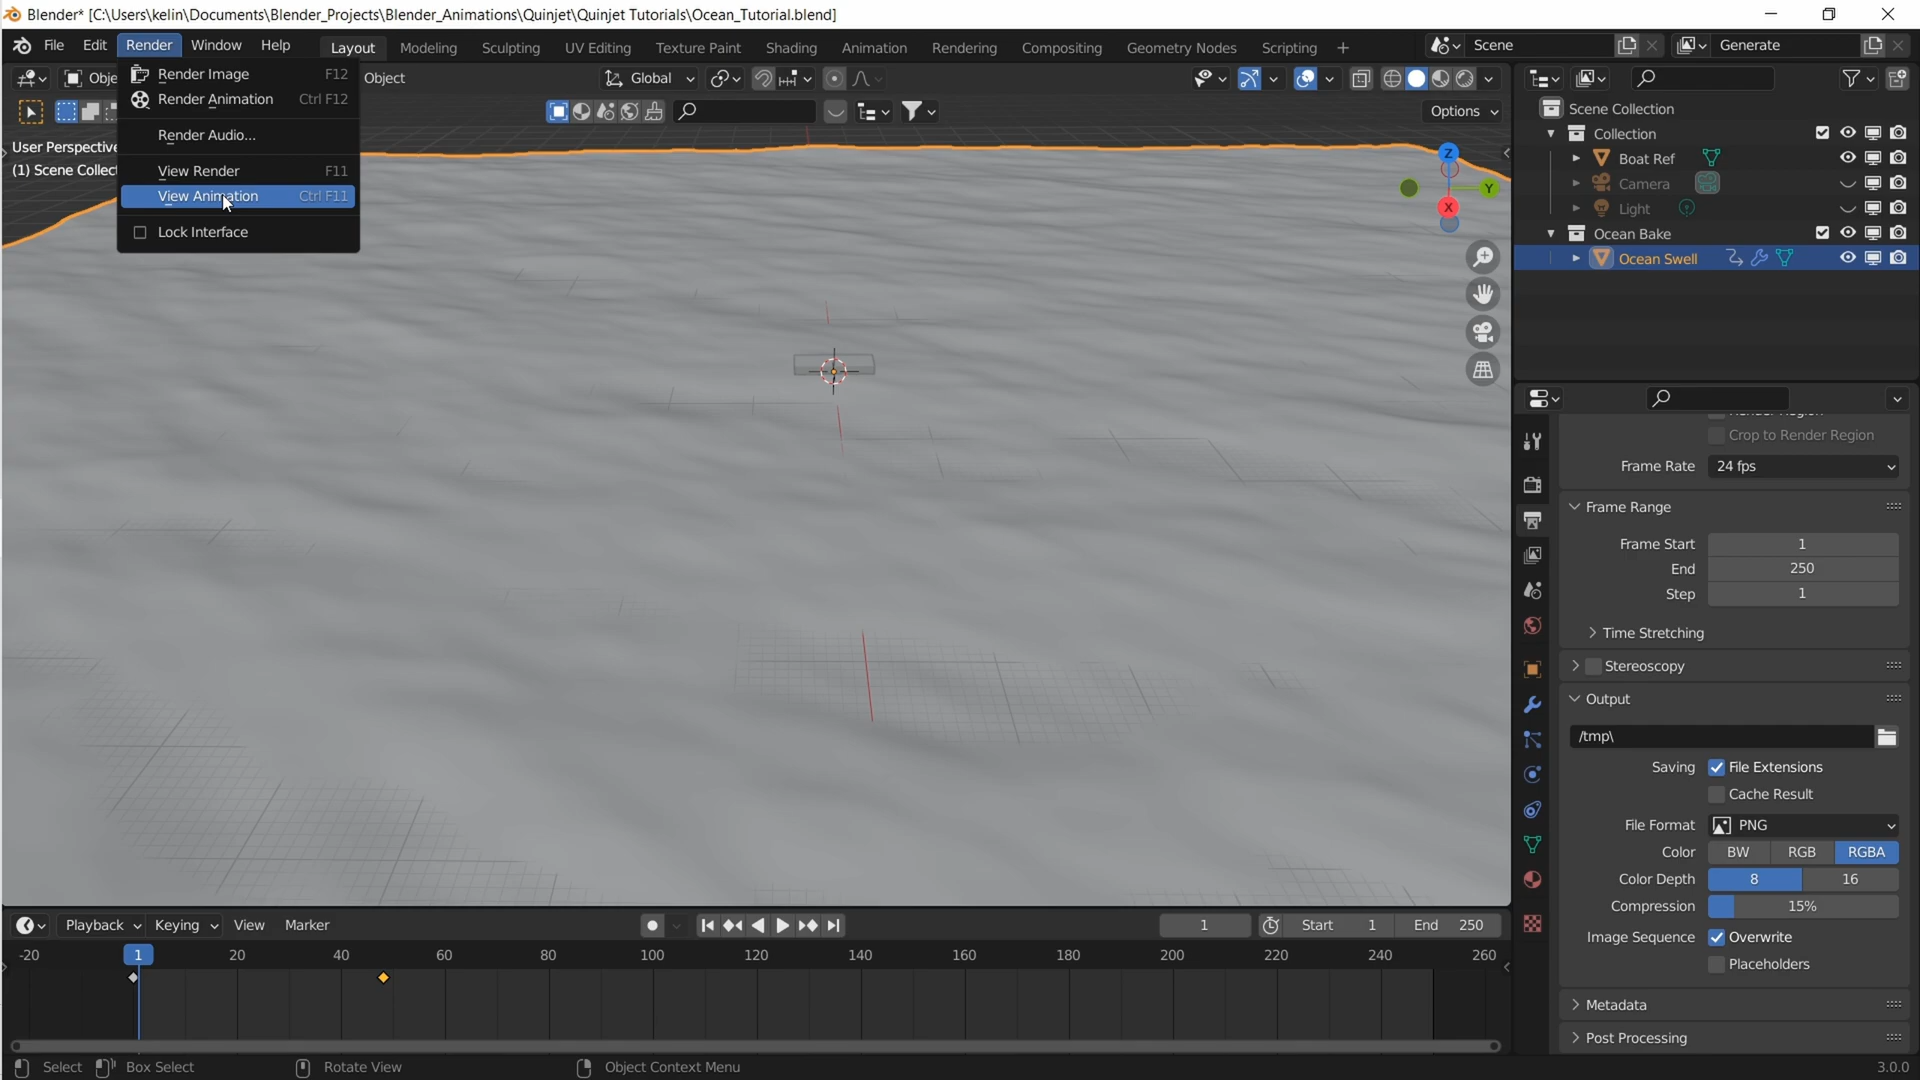 Blender* [C:\Users\kelin\Documents\Blender_Projects\Blender_Animations\Quinjet\Quinjet Tutorials\Ocean_Tutorial.blend]
File Edit Render Window Help Layout Modeling Sculpting UV Editing Texture Paint Shading Animation Rendering Compositing Geometry Nodes Scripting + Scene Generate
Obje Object Global
Render Image F12
Render Animation Ctrl F12
Render Audio...
View Render F11
View Animation Ctrl F11
Lock Interface
Options
User Perspective
(1) Scene Collec
Z
Y
X
Scene Collection
Collection
Boat Ref
Camera
Light
Ocean Bake
Ocean Swell
Crop to Render Region
Frame Rate 24 fps
Frame Range
Frame Start 1
End 250
Step 1
Time Stretching
Stereoscopy
Output
/tmp\
Saving File Extensions
Cache Result
File Format PNG
Color BW RGB RGBA
Color Depth 8 16
Compression 15%
Image Sequence Overwrite
Placeholders
Metadata
Post Processing
Playback Keying View Marker 1 Start 1 End 250
-20 1 20 40 60 80 100 120 140 160 180 200 220 240 260
Select Box Select Rotate View Object Context Menu 3.0.0